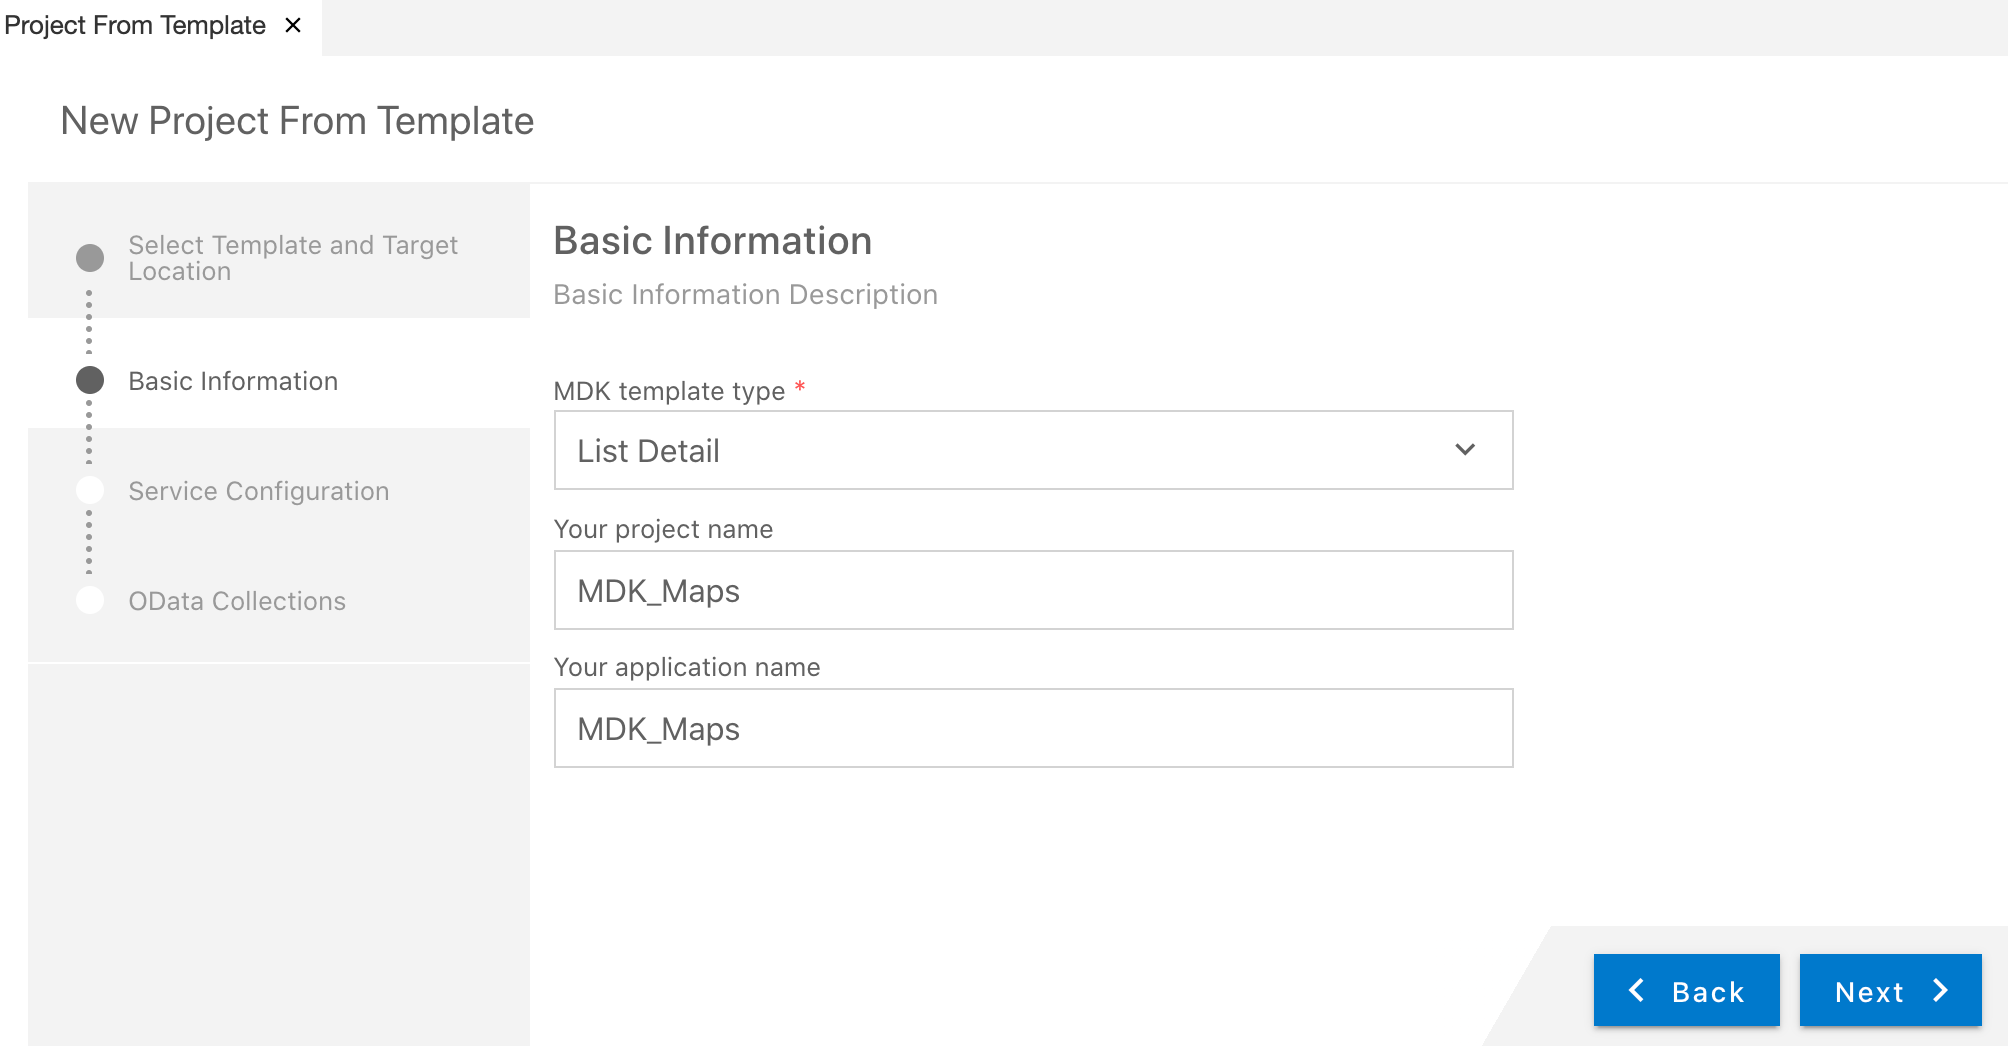 Project From Template
New Project From Template
Select Template and Target
Location
Basic Information
Service Configuration
OData Collections
Basic Information
Basic Information Description
MDK template type *
List Detail
Your project name
MDK_Maps
Your application name
MDK_Maps
Back
Next